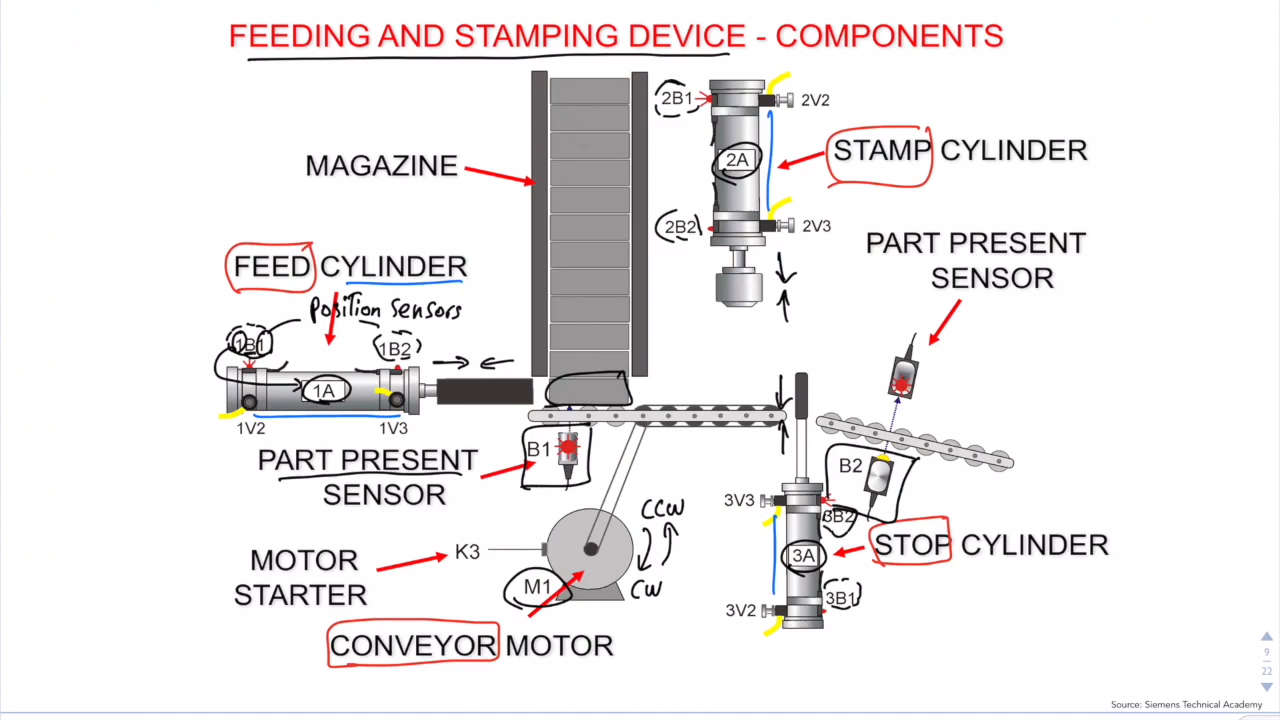 FEEDING AND STAMPING DEVICE - COMPONENTS
2B1
2V2
MAGAZINE
2A
STAMP CYLINDER
2B2
2V3
FEED CYLINDER
PART PRESENT
SENSOR
Position Sensors
1B1
1B2
1A
1V2
1V3
PART PRESENT
SENSOR
B1
B2
3V3
3B2
CCW
STOP CYLINDER
K3
3A
MOTOR
STARTER
M1
CW
3B1
3V2
CONVEYOR MOTOR
9
22
Source: Siemens Technical Academy